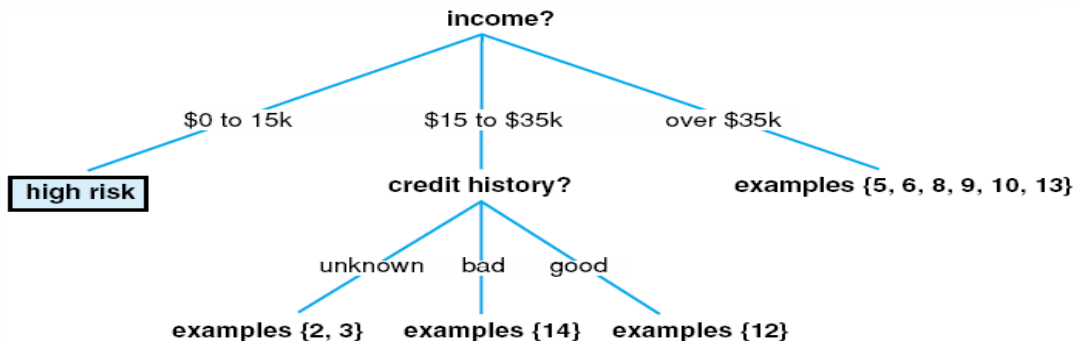 income?
$0 to 15k
$15 to $35k
over $35k
high risk
credit history?
examples {5, 6, 8, 9, 10, 13}
unknown
bad
good
examples {2, 3}
examples {14}
examples {12}